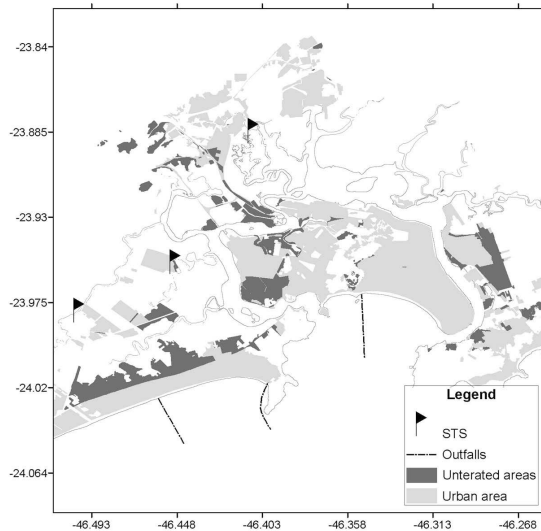 -23.84
-23.885
-23.93
-23.975
-24.02
-24.064
Legend
STS
Outfalls
Unterated areas
Urban area
-46.493 -46.448 -46.403 -46.358 -46.313 -46.268